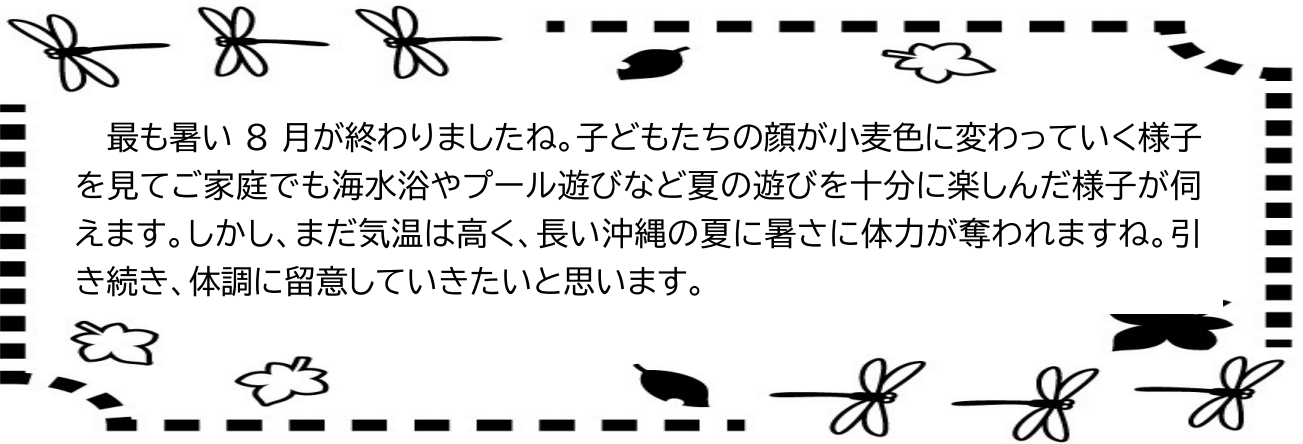 最も暑い 8 月が終わりましたね。子どもたちの顔が小麦色に変わっていく様子
を見てご家庭でも海水浴やプール遊びなど夏の遊びを十分に楽しんだ様子が伺
えます。しかし、まだ気温は高く、長い沖縄の夏に暑さに体力が奪われますね。引
き続き、体調に留意していきたいと思います。